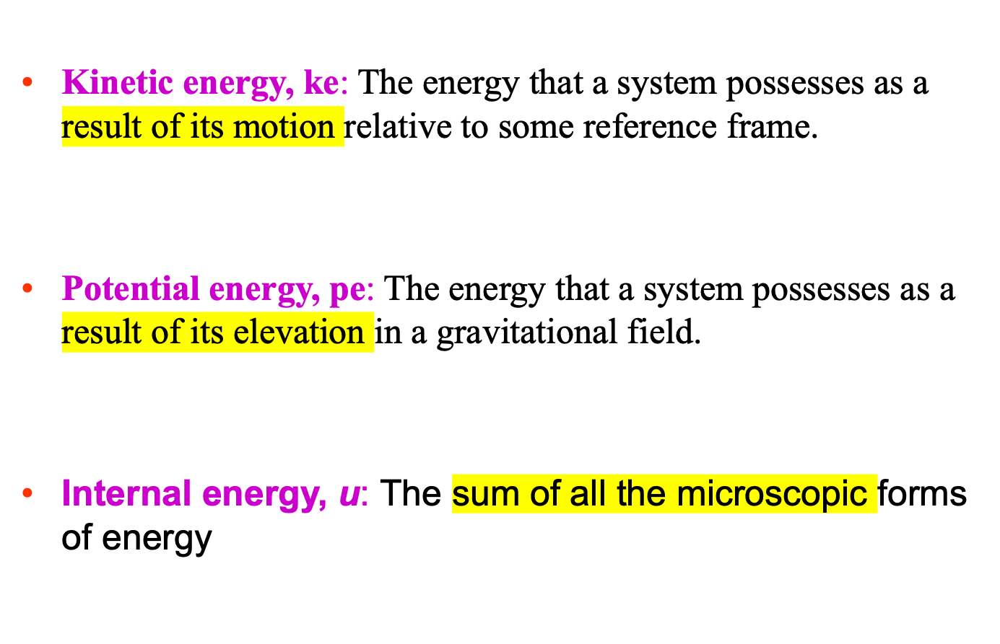 • Kinetic energy, ke: The energy that a system possesses as a
result of its motion relative to some reference frame.
• Potential energy, pe: The energy that a system possesses as a
result of its elevation in a gravitational field.
• Internal energy, u: The sum of all the microscopic forms
of energy